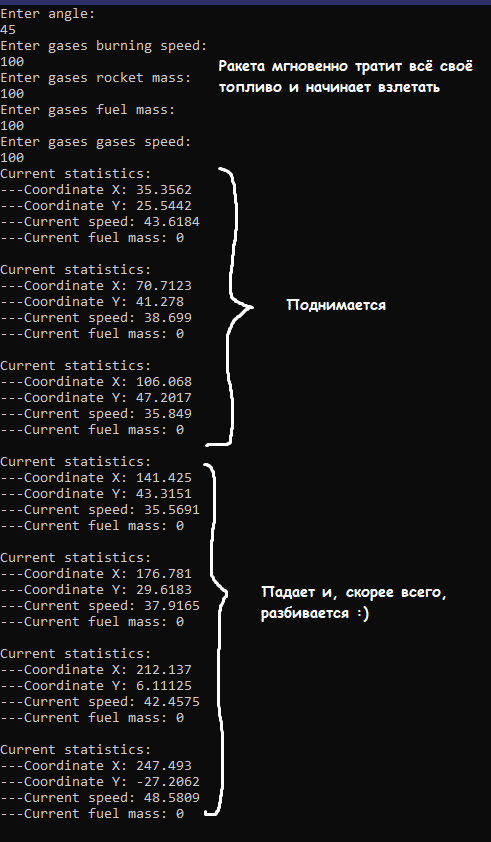 Enter angle:
45
Enter gases burning speed:
100
Enter gases rocket mass:
100
Enter gases fuel mass:
100
Enter gases gases speed:
100
Ракета мгновенно тратит всё своё
топливо и начинает взлетать
Current statistics:
---Coordinate X: 35.3562
---Coordinate Y: 25.5442
---Current speed: 43.6184
---Current fuel mass: 0
Current statistics:
---Coordinate X: 70.7123
---Coordinate Y: 41.278
---Current speed: 38.699
---Current fuel mass: 0
Поднимается
Current statistics:
---Coordinate X: 106.068
---Coordinate Y: 47.2017
---Current speed: 35.849
---Current fuel mass: 0
Current statistics:
---Coordinate X: 141.425
---Coordinate Y: 43.3151
---Current speed: 35.5691
---Current fuel mass: 0
Current statistics:
---Coordinate X: 176.781
---Coordinate Y: 29.6183
---Current speed: 37.9165
---Current fuel mass: 0
Падает и, скорее всего,
разбивается :)
Current statistics:
---Coordinate X: 212.137
---Coordinate Y: 6.11125
---Current speed: 42.4575
---Current fuel mass: 0
Current statistics:
---Coordinate X: 247.493
---Coordinate Y: -27.2062
---Current speed: 48.5809
---Current fuel mass: 0